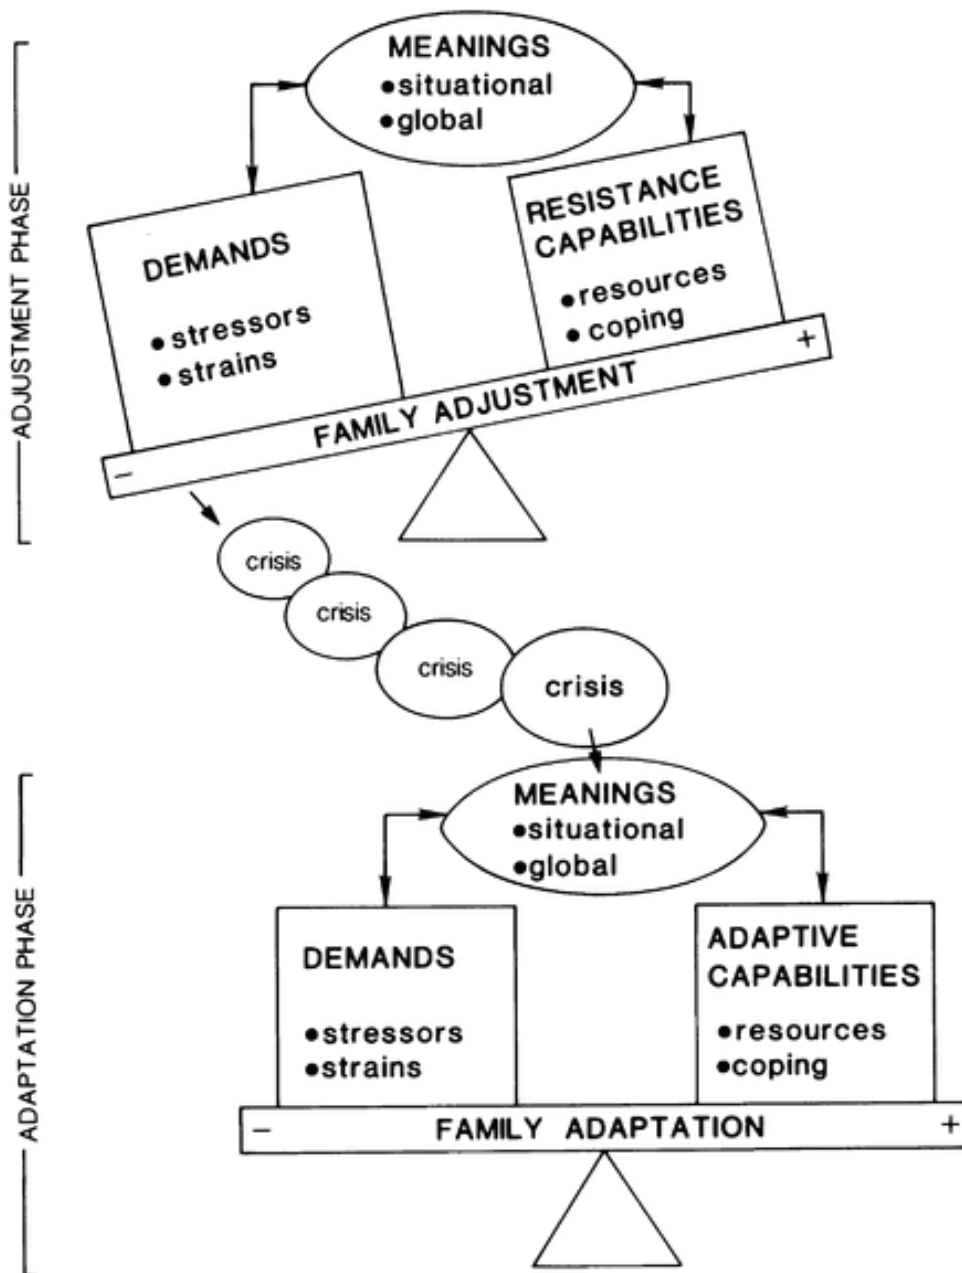 ADJUSTMENT PHASE
MEANINGS
●situational
●global
DEMANDS
●stressors
●strains
RESISTANCE
CAPABILITIES
●resources
●coping
- FAMILY ADJUSTMENT +
crisis
crisis
crisis
crisis
ADAPTATION PHASE
MEANINGS
●situational
●global
DEMANDS
●stressors
●strains
ADAPTIVE
CAPABILITIES
●resources
●coping
- FAMILY ADAPTATION +